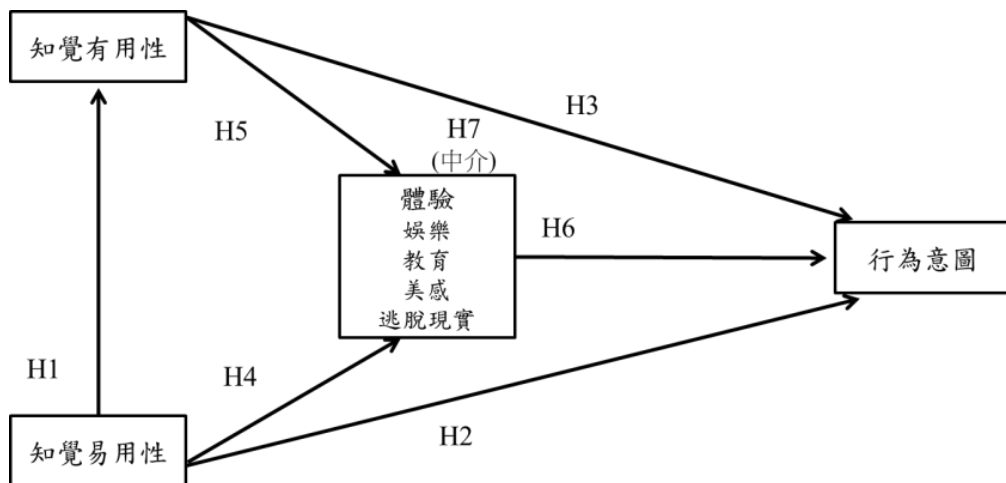 知覺有用性
H3
H5
H7
(中介)
體驗
娛樂
教育
美感
逃脫現實
H6
行為意圖
H1
H4
H2
知覺易用性